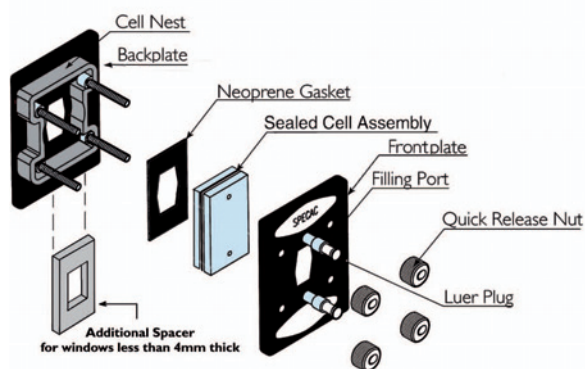 Cell Nest
Backplate
Neoprene Gasket
Sealed Cell Assembly
Frontplate
Filling Port
SPECAC
Quick Release Nut
Luer Plug
Additional Spacer
for windows less than 4mm thick